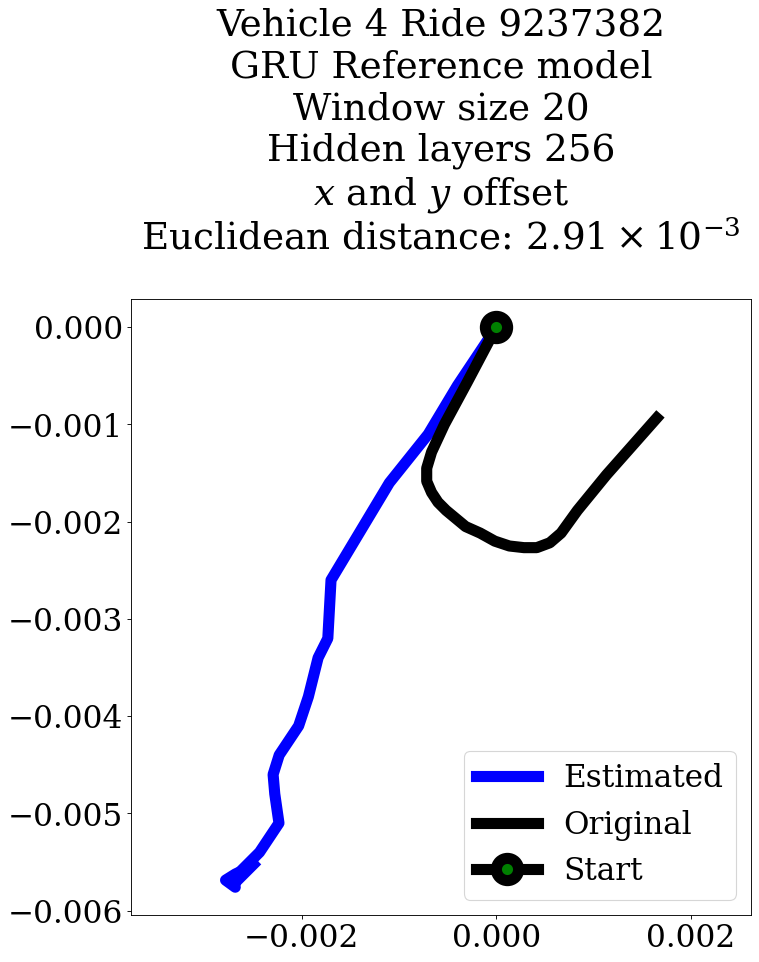 Vehicle 4 Ride 9237382
GRU Reference model
Window size 20
Hidden layers 256
x and y offset
Euclidean distance: 2.91 × 10⁻³
0.000
−0.001
−0.002
−0.003
−0.004
−0.005
−0.006
Estimated
Original
Start
−0.002
0.000
0.002